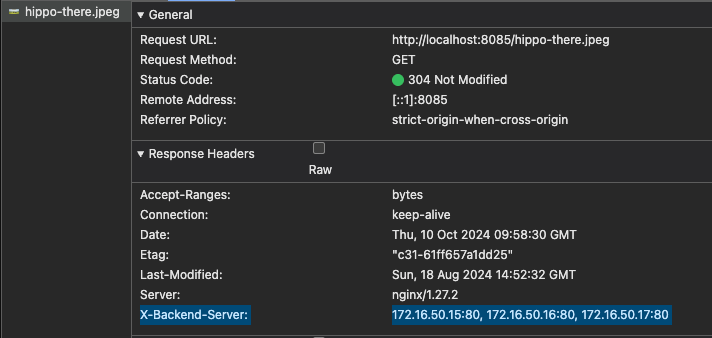 hippo-there.jpeg
General
Request URL: http://localhost:8085/hippo-there.jpeg
Request Method: GET
Status Code: 304 Not Modified
Remote Address: [::1]:8085
Referrer Policy: strict-origin-when-cross-origin
Response Headers
Raw
Accept-Ranges: bytes
Connection: keep-alive
Date: Thu, 10 Oct 2024 09:58:30 GMT
Etag: "c31-61ff657a1dd25"
Last-Modified: Sun, 18 Aug 2024 14:52:32 GMT
Server: nginx/1.27.2
X-Backend-Server: 172.16.50.15:80, 172.16.50.16:80, 172.16.50.17:80